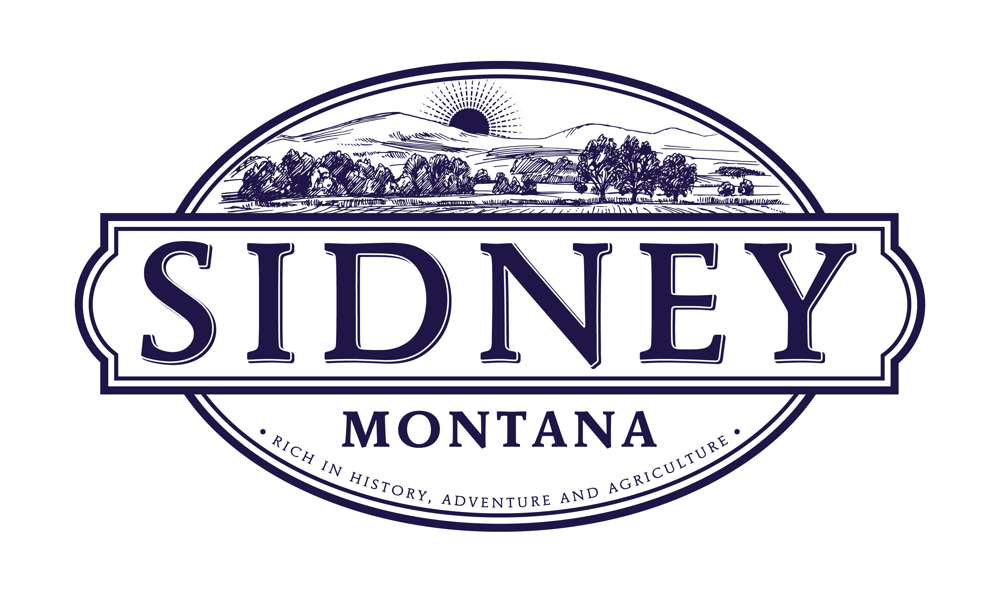 SIDNEY
MONTANA
• RICH IN HISTORY, ADVENTURE AND AGRICULTURE •